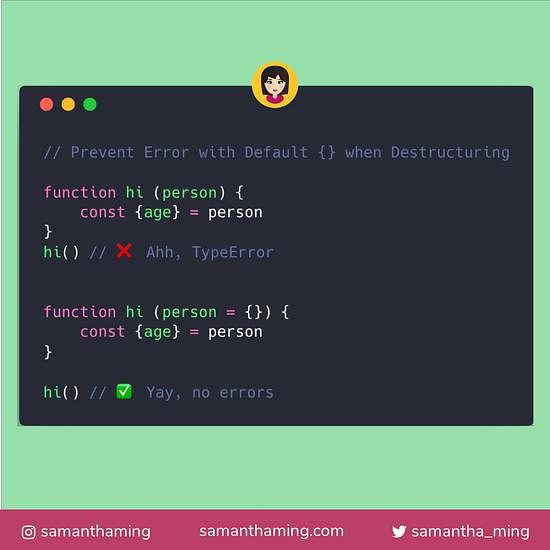 // Prevent Error with Default {} when Destructuring
function hi (person) {
    const {age} = person
}
hi() // ❌ Ahh, TypeError
function hi (person = {}) {
    const {age} = person
}
hi() // ✅ Yay, no errors
samanthaming
samanthaming.com
samantha_ming